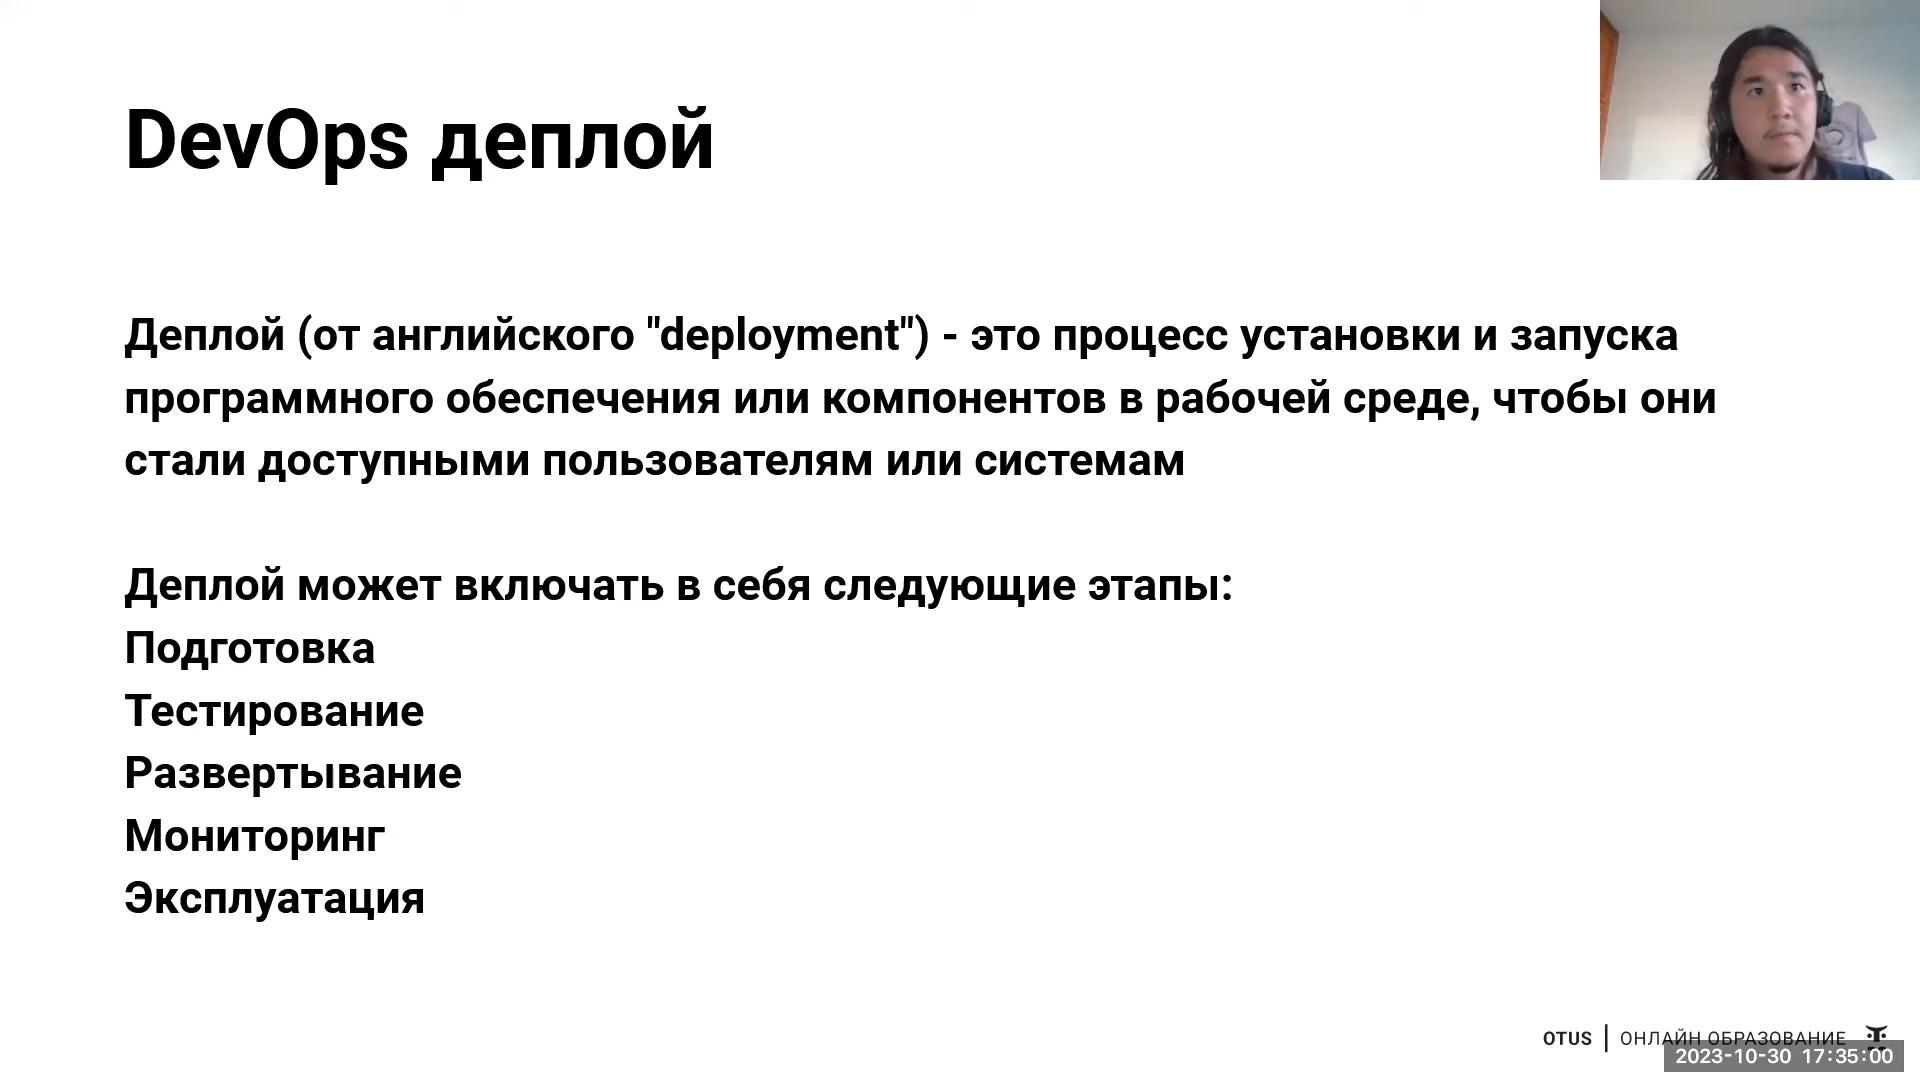 DevOps деплой
Деплой (от английского "deployment") - это процесс установки и запуска
программного обеспечения или компонентов в рабочей среде, чтобы они
стали доступными пользователям или системам
Деплой может включать в себя следующие этапы:
Подготовка
Тестирование
Развертывание
Мониторинг
Эксплуатация
OTUS | ОНЛАЙН ОБРАЗОВАНИЕ
2023-10-30 17:35:00